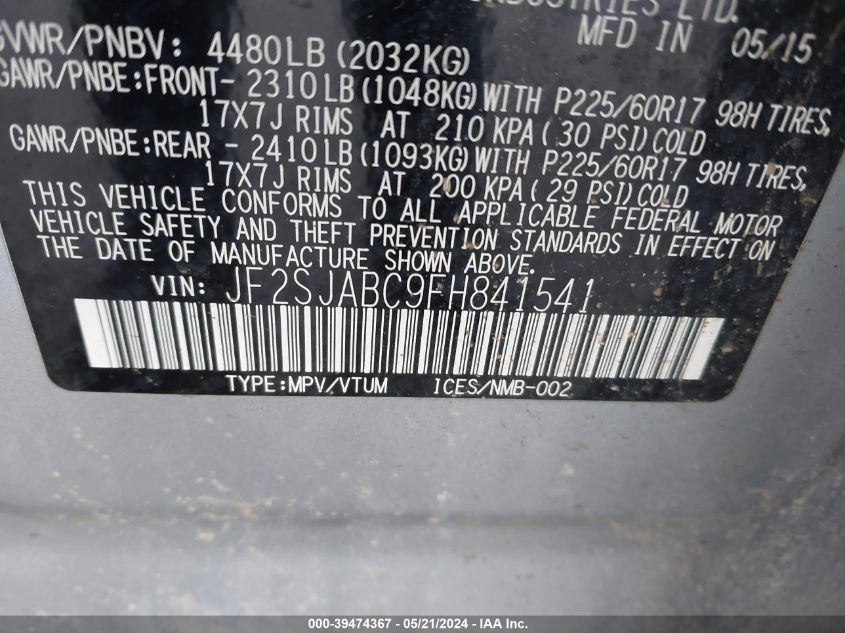 LTD.
MFD IN 05/15
GVWR/PNBV: 4480LB (2032KG)
GAWR/PNBE:FRONT- 2310LB(1048KG)WITH P225/60R17 98H TIRES,
17X7J RIMS AT 210 KPA(30 PSI)COLD
GAWR/PNBE:REAR - 2410LB(1093KG)WITH P225/60R17 98H TIRES,
17X7J RIMS AT 200 KPA(29 PSI)COLD
THIS VEHICLE CONFORMS TO ALL APPLICABLE FEDERAL MOTOR
VEHICLE SAFETY AND THEFT PREVENTION STANDARDS IN EFFECT ON
THE DATE OF MANUFACTURE SHOWN ABOVE.
VIN: JF2SJABC9FH841541
TYPE:MPV/VTUM ICES/NMB-002
000-39474367 - 05/21/2024 - IAA Inc.